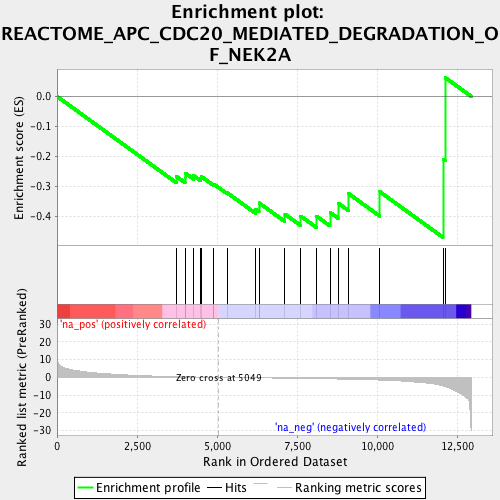 Enrichment plot:
REACTOME_APC_CDC20_MEDIATED_DEGRADATION_O
F_NEK2A
Enrichment score (ES)
0.0
-0.1
-0.2
-0.3
-0.4
'na_pos' (positively correlated)
Ranked list metric (PreRanked)
30
20
10
0
-10
-20
-30
Zero cross at 5049
'na_neg' (negatively correlated)
0
2,500
5,000
7,500
10,000
12,500
Rank in Ordered Dataset
Enrichment profile
Hits
Ranking metric scores